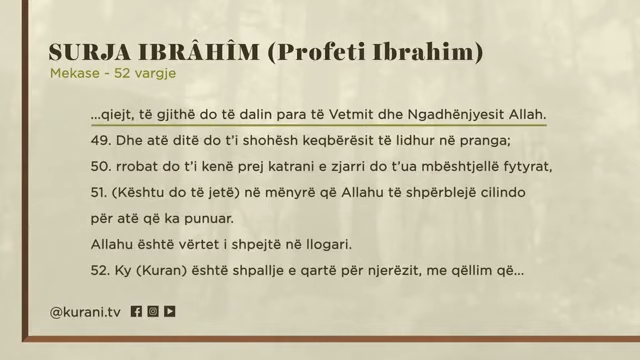 SURJA IBRÂHÎM (Profeti Ibrahim)
Mekase - 52 vargje
...qiejt, të gjithë do të dalin para të Vetmit dhe Ngadhënjyesit Allah.
49. Dhe atë ditë do t'i shohësh keqbërësit të lidhur në pranga;
50. rrobat do t'i kenë prej katrani e zjarri do t'ua mbështjellë fytyrat,
51. (Kështu do të jetë) në mënyrë që Allahu të shpërblejë cilindo
për atë që ka punuar.
Allahu është vërtet i shpejtë në llogari.
52. Ky (Kuran) është shpallje e qartë për njerëzit, me qëllim që...
@kurani.tv